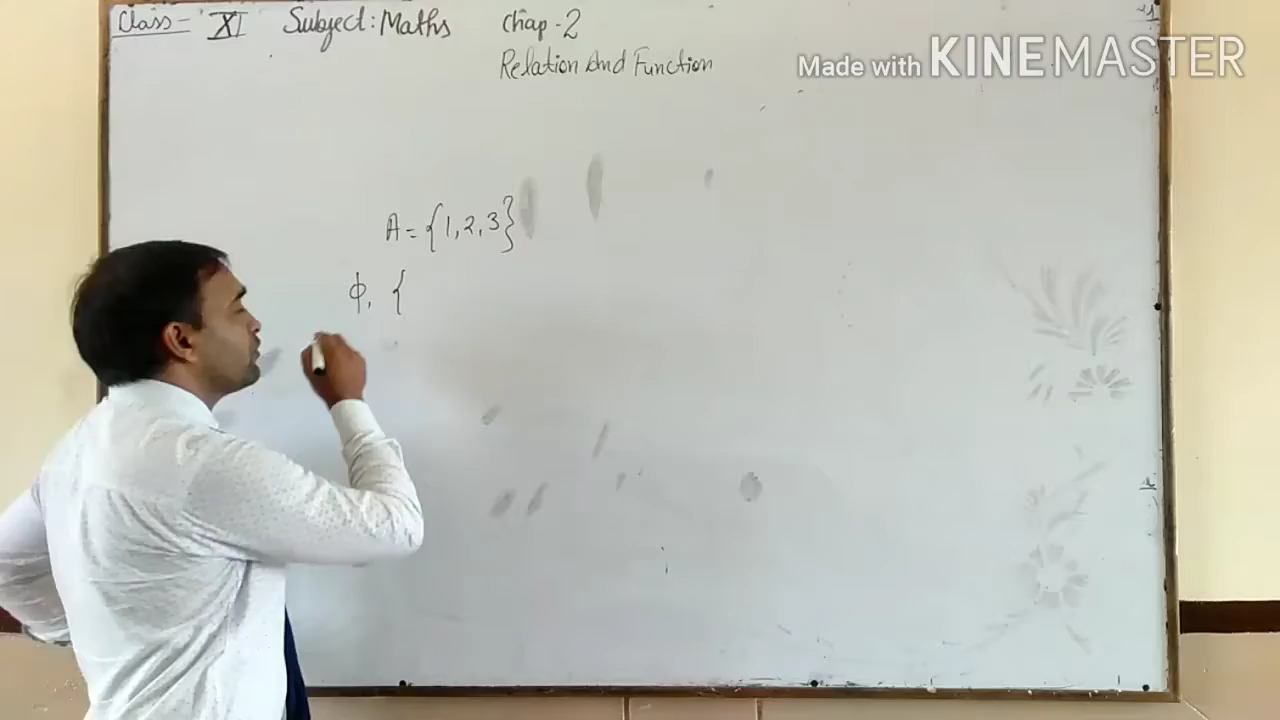 Class- XI Subject: Maths Chap-2
Relation And Function
Made with KINEMASTER
A = {1, 2, 3}
ϕ, {